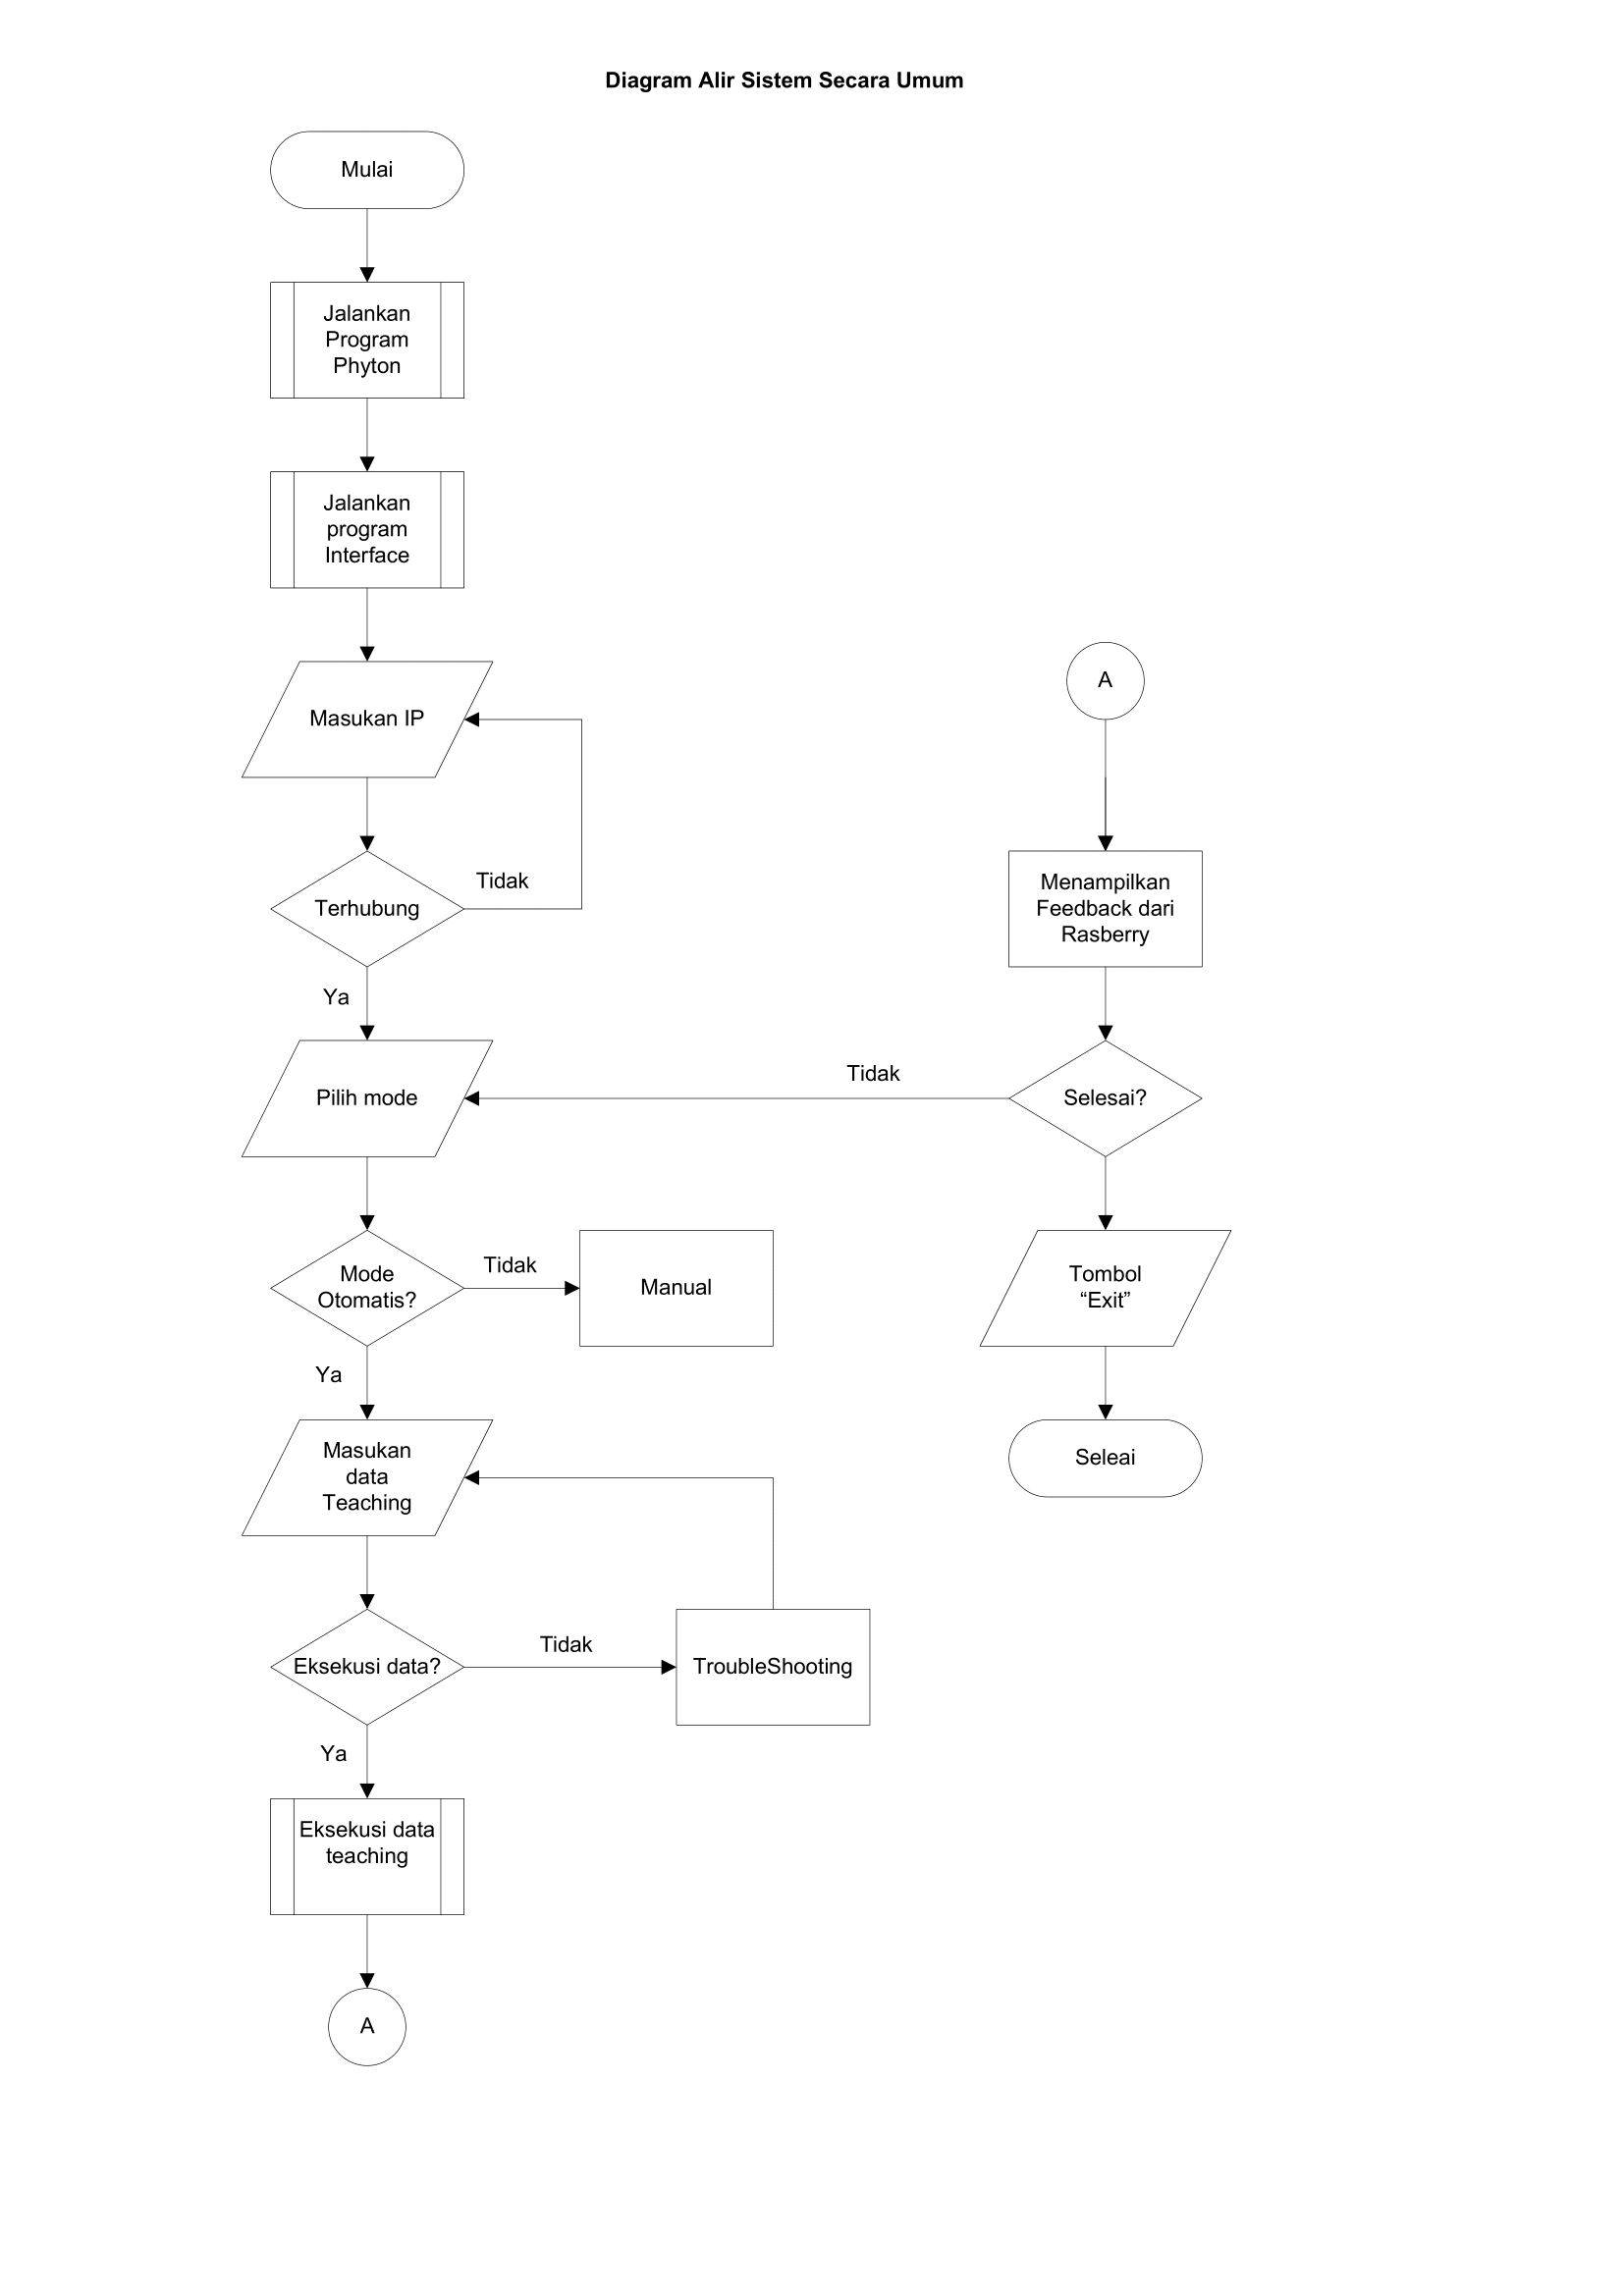 Diagram Alir Sistem Secara Umum
Mulai
Jalankan
Program
Phyton
Jalankan
program
Interface
Masukan IP
Terhubung
Tidak
Ya
Pilih mode
Mode
Otomatis?
Tidak
Manual
Ya
Masukan
data
Teaching
Eksekusi data?
Tidak
TroubleShooting
Ya
Eksekusi data
teaching
A
A
Menampilkan
Feedback dari
Rasberry
Selesai?
Tidak
Tombol
“Exit”
Seleai